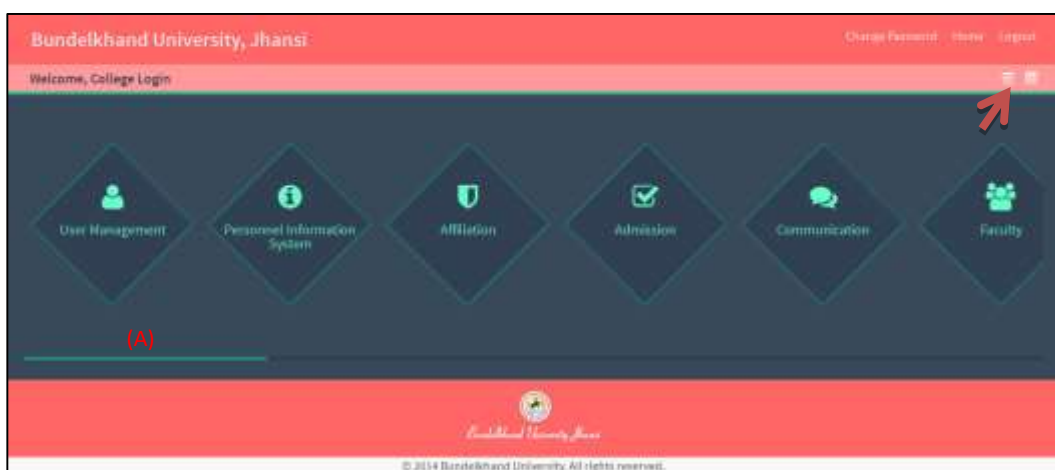 Bundelkhand University, Jhansi
Change Password Home Logout
Welcome, College Login
User Management
Personnel Information
System
Affiliation
Admission
Communication
Faculty
(A)
Bundelkhand University, Jhansi
© 2014 Bundelkhand University. All rights reserved.